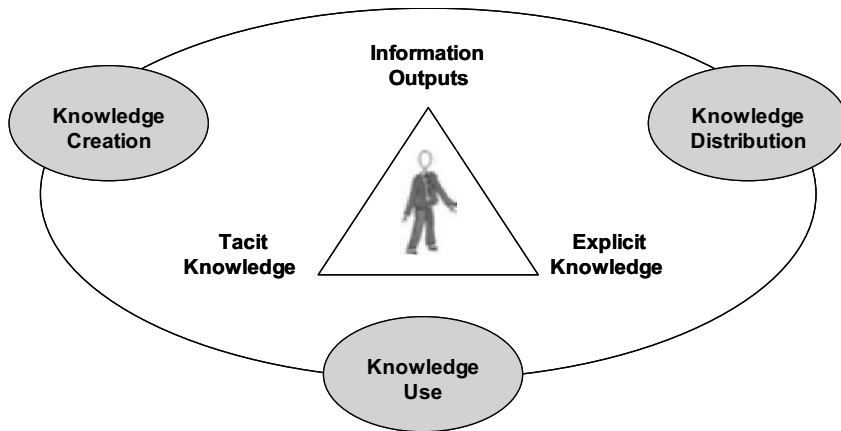 Information
Outputs
Knowledge
Creation
Knowledge
Distribution
Tacit
Knowledge
Explicit
Knowledge
Knowledge
Use